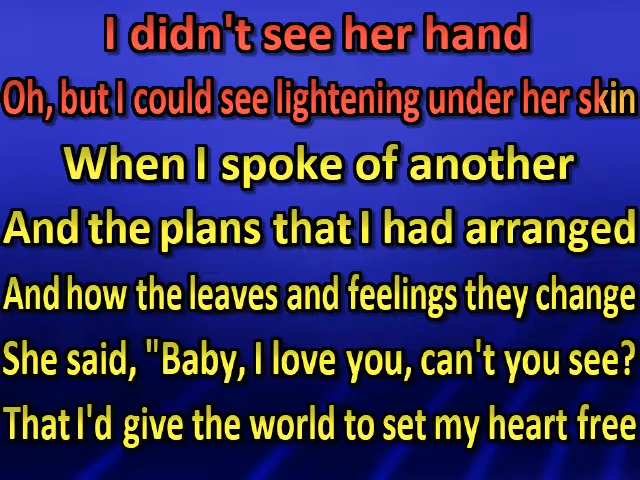 I didn't see her hand
Oh, but I could see lightening under her skin
When I spoke of another
And the plans that I had arranged
And how the leaves and feelings they change
She said, "Baby, I love you, can't you see?
That I'd give the world to set my heart free